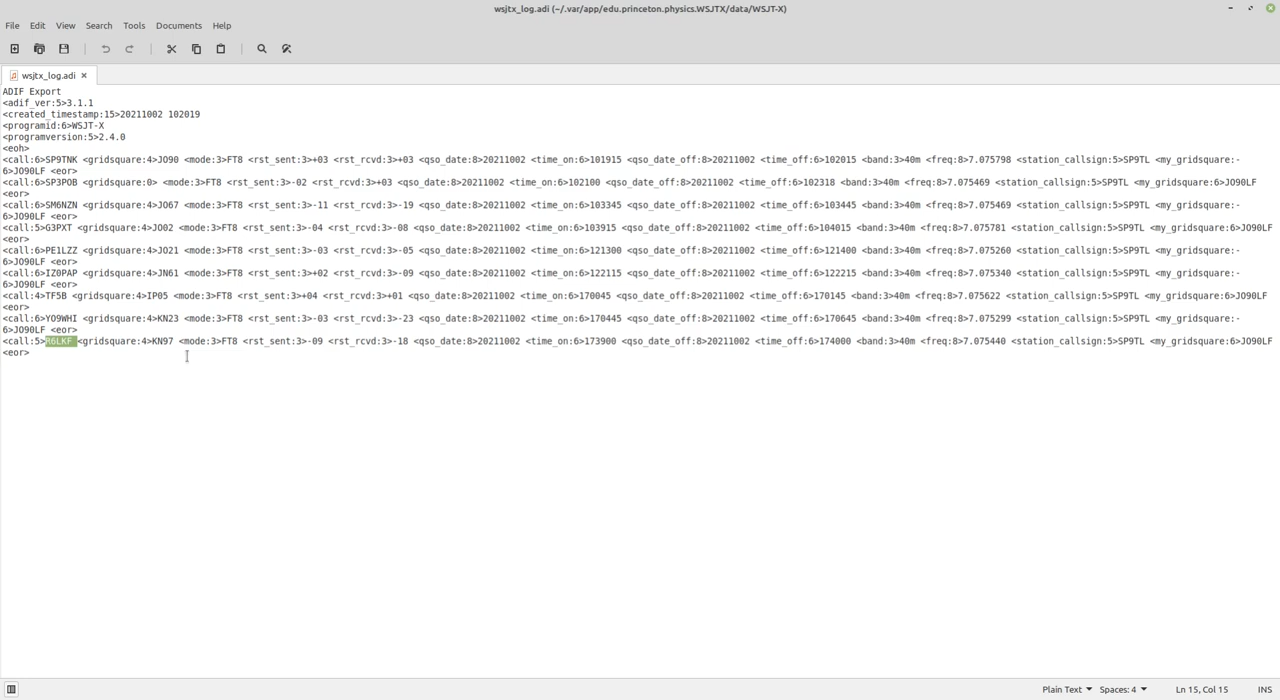 wsjtx_log.adi (~/.var/app/edu.princeton.physics.WSJTX/data/WSJT-X)
File Edit View Search Tools Documents Help
wsjtx_log.adi ×
ADIF Export
<adif_ver:5>3.1.1
<created_timestamp:15>20211002 102019
<programid:6>WSJT-X
<programversion:5>2.4.0
<eoh>
<call:6>SP9TNK <gridsquare:4>JO90 <mode:3>FT8 <rst_sent:3>+03 <rst_rcvd:3>+03 <qso_date:8>20211002 <time_on:6>101915 <qso_date_off:8>20211002 <time_off:6>102015 <band:3>40m <freq:8>7.075798 <station_callsign:5>SP9TL <my_gridsquare:-
6>JO90LF <eor>
<call:6>SP3POB <gridsquare:0> <mode:3>FT8 <rst_sent:3>-02 <rst_rcvd:3>+03 <qso_date:8>20211002 <time_on:6>102100 <qso_date_off:8>20211002 <time_off:6>102318 <band:3>40m <freq:8>7.075469 <station_callsign:5>SP9TL <my_gridsquare:6>JO90LF
<eor>
<call:6>SM6NZN <gridsquare:4>JO67 <mode:3>FT8 <rst_sent:3>-11 <rst_rcvd:3>-19 <qso_date:8>20211002 <time_on:6>103345 <qso_date_off:8>20211002 <time_off:6>103445 <band:3>40m <freq:8>7.075469 <station_callsign:5>SP9TL <my_gridsquare:-
6>JO90LF <eor>
<call:5>G3PXT <gridsquare:4>JO02 <mode:3>FT8 <rst_sent:3>-04 <rst_rcvd:3>-08 <qso_date:8>20211002 <time_on:6>103915 <qso_date_off:8>20211002 <time_off:6>104015 <band:3>40m <freq:8>7.075781 <station_callsign:5>SP9TL <my_gridsquare:6>JO90LF
<eor>
<call:6>PE1LZZ <gridsquare:4>JO21 <mode:3>FT8 <rst_sent:3>-03 <rst_rcvd:3>-05 <qso_date:8>20211002 <time_on:6>121300 <qso_date_off:8>20211002 <time_off:6>121400 <band:3>40m <freq:8>7.075260 <station_callsign:5>SP9TL <my_gridsquare:-
6>JO90LF <eor>
<call:6>IZ0PAP <gridsquare:4>JN61 <mode:3>FT8 <rst_sent:3>+02 <rst_rcvd:3>-09 <qso_date:8>20211002 <time_on:6>122115 <qso_date_off:8>20211002 <time_off:6>122215 <band:3>40m <freq:8>7.075340 <station_callsign:5>SP9TL <my_gridsquare:-
6>JO90LF <eor>
<call:4>TF5B <gridsquare:4>IP05 <mode:3>FT8 <rst_sent:3>+04 <rst_rcvd:3>+01 <qso_date:8>20211002 <time_on:6>170045 <qso_date_off:8>20211002 <time_off:6>170145 <band:3>40m <freq:8>7.075622 <station_callsign:5>SP9TL <my_gridsquare:6>JO90LF
<eor>
<call:6>YO9WHI <gridsquare:4>KN23 <mode:3>FT8 <rst_sent:3>-03 <rst_rcvd:3>-23 <qso_date:8>20211002 <time_on:6>170445 <qso_date_off:8>20211002 <time_off:6>170645 <band:3>40m <freq:8>7.075299 <station_callsign:5>SP9TL <my_gridsquare:-
6>JO90LF <eor>
<call:5>R6LKF <gridsquare:4>KN97 <mode:3>FT8 <rst_sent:3>-09 <rst_rcvd:3>-18 <qso_date:8>20211002 <time_on:6>173900 <qso_date_off:8>20211002 <time_off:6>174000 <band:3>40m <freq:8>7.075440 <station_callsign:5>SP9TL <my_gridsquare:6>JO90LF
<eor>
Plain Text Spaces: 4 Ln 15, Col 15 INS